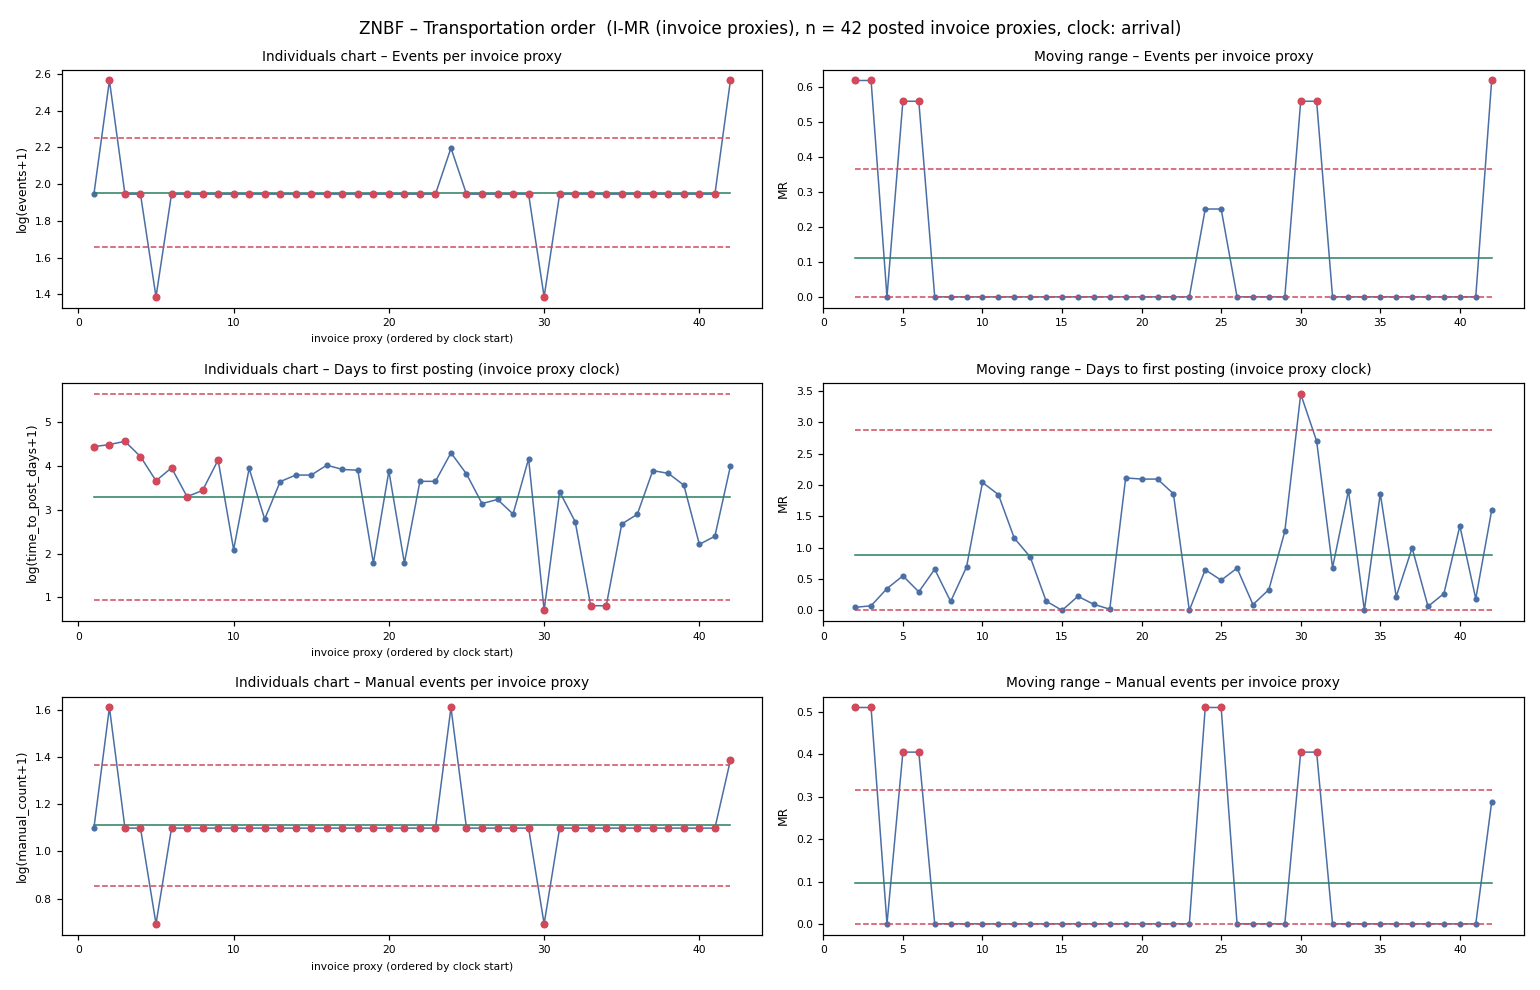 ZNBF – Transportation order  (I-MR (invoice proxies), n = 42 posted invoice proxies, clock: arrival)
Individuals chart – Events per invoice proxy
log(events+1)
2.6
2.4
2.2
2.0
1.8
1.6
1.4
0 10 20 30 40
invoice proxy (ordered by clock start)
Moving range – Events per invoice proxy
MR
0.6
0.5
0.4
0.3
0.2
0.1
0.0
0 5 10 15 20 25 30 35 40
Individuals chart – Days to first posting (invoice proxy clock)
log(time_to_post_days+1)
5
4
3
2
1
0 10 20 30 40
invoice proxy (ordered by clock start)
Moving range – Days to first posting (invoice proxy clock)
MR
3.5
3.0
2.5
2.0
1.5
1.0
0.5
0.0
0 5 10 15 20 25 30 35 40
Individuals chart – Manual events per invoice proxy
log(manual_count+1)
1.6
1.4
1.2
1.0
0.8
0 10 20 30 40
invoice proxy (ordered by clock start)
Moving range – Manual events per invoice proxy
MR
0.5
0.4
0.3
0.2
0.1
0.0
0 5 10 15 20 25 30 35 40